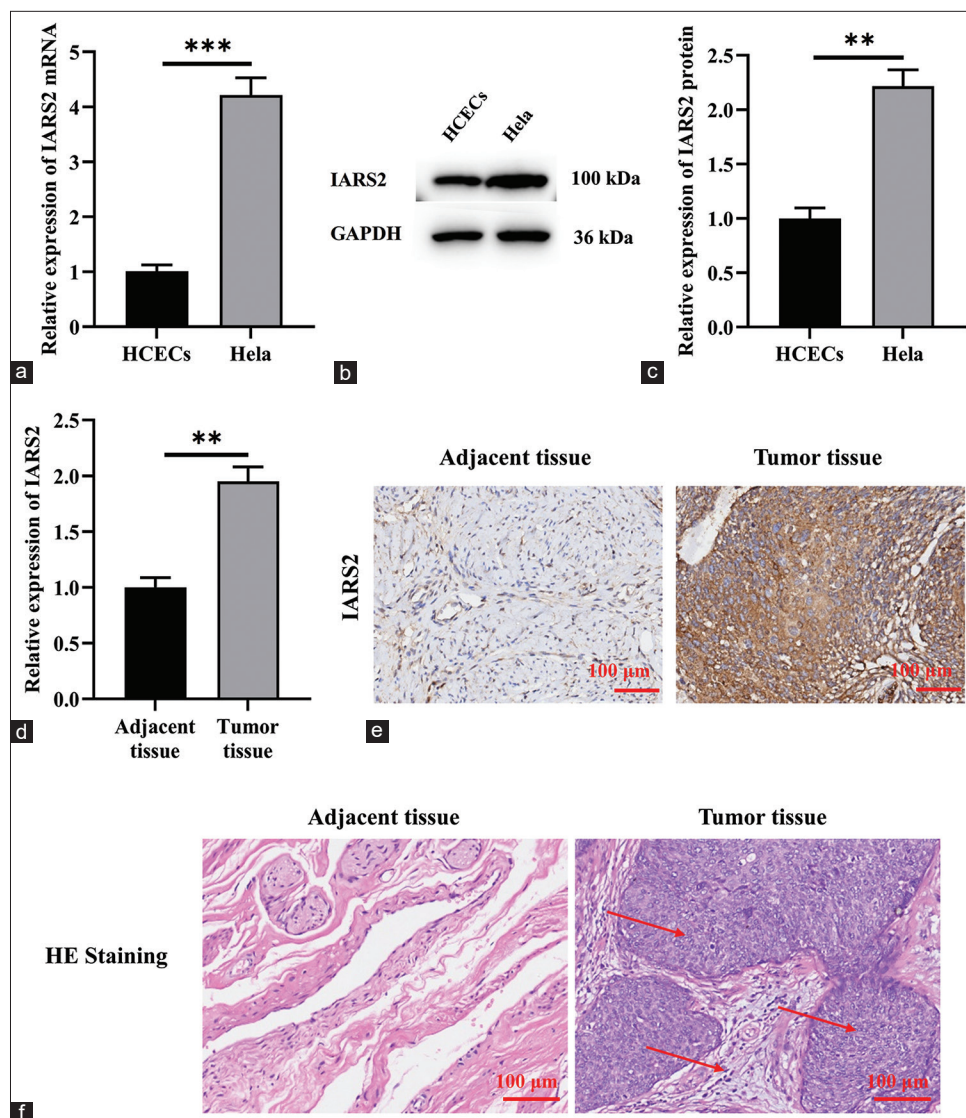 Relative expression of IARS2 mRNA
5
4
3
2
1
0
***
HCECs
Hela
a
HCECs
Hela
IARS2
100 kDa
GAPDH
36 kDa
b
Relative expression of IARS2 protein
2.5
2.0
1.5
1.0
0.5
0.0
**
HCECs
Hela
c
Relative expression of IARS2
2.5
2.0
1.5
1.0
0.5
0.0
**
Adjacent
tissue
Tumor
tissue
d
Adjacent tissue
Tumor tissue
IARS2
100 μm
100 μm
e
Adjacent tissue
Tumor tissue
HE Staining
100 μm
100 μm
f